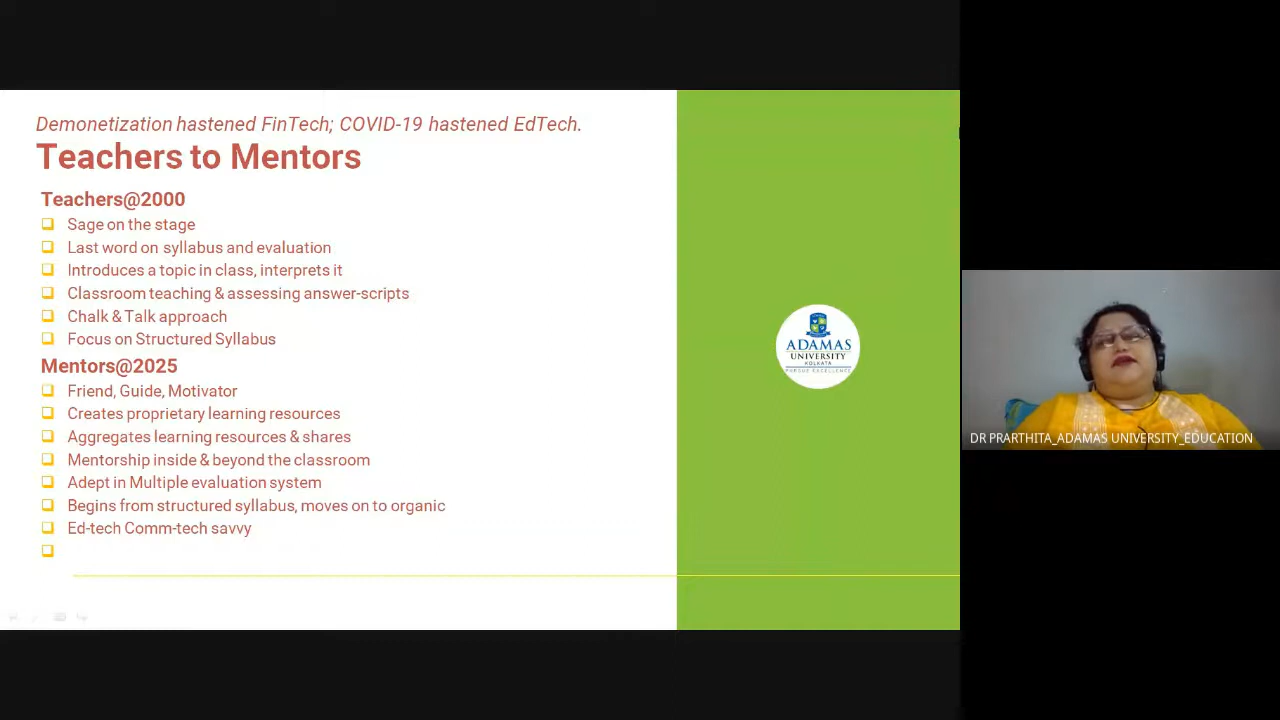 Demonetization hastened FinTech; COVID-19 hastened EdTech.
Teachers to Mentors
Teachers@2000
Sage on the stage
Last word on syllabus and evaluation
Introduces a topic in class, interprets it
Classroom teaching & assessing answer-scripts
Chalk & Talk approach
Focus on Structured Syllabus
Mentors@2025
Friend, Guide, Motivator
Creates proprietary learning resources
Aggregates learning resources & shares
Mentorship inside & beyond the classroom
Adept in Multiple evaluation system
Begins from structured syllabus, moves on to organic
Ed-tech Comm-tech savvy
ADAMAS
UNIVERSITY
KOLKATA
PURSUE EXCELLENCE
DR PRARTHITA_ADAMAS UNIVERSITY_EDUCATION